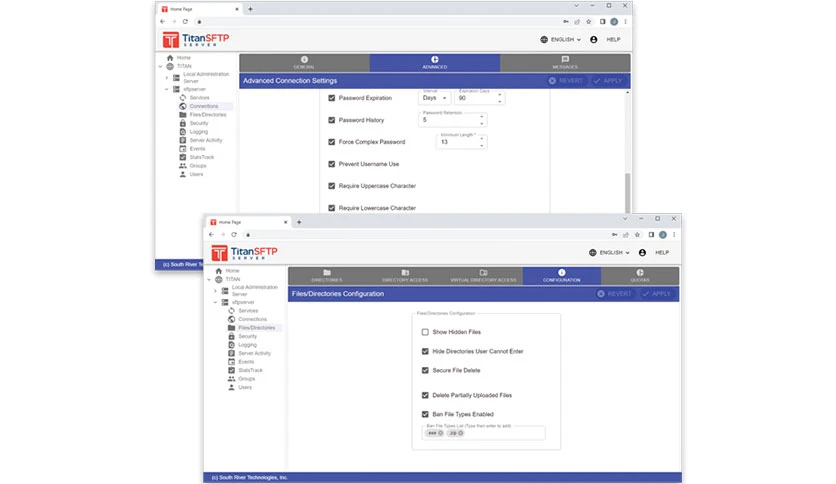 Home Page
TitanSFTP
SERVER
ENGLISH
HELP
Home
TITAN
Local Administration
Server
sftpserver
Services
Connections
Files/Directories
Security
Logging
Server Activity
Events
StatsTrack
Groups
Users
GENERAL
ADVANCED
MESSAGES
Advanced Connection Settings
REVERT
APPLY
Password Expiration
Interval
Days
Expiration Days
90
Password History
Password Retention
5
Force Complex Password
Minimum Length *
13
Prevent Username Use
Require Uppercase Character
Require Lowercase Character
(c) South River Te
Home Page
TitanSFTP
SERVER
ENGLISH
HELP
Home
TITAN
Local Administration
Server
sftpserver
Services
Connections
Files/Directories
Security
Logging
Server Activity
Events
StatsTrack
Groups
Users
DIRECTORIES
DIRECTORY ACCESS
VIRTUAL DIRECTORY ACCESS
CONFIGURATION
QUOTAS
Files/Directories Configuration
REVERT
APPLY
Files/Directories Configuration
Show Hidden Files
Hide Directories User Cannot Enter
Secure File Delete
Delete Partially Uploaded Files
Ban File Types Enabled
Ban File Types List (Type then enter to add)
exe
zip
(c) South River Technologies, Inc.